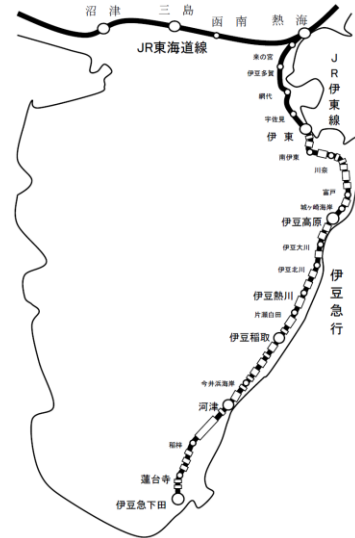 沼津
三島
函南
熱海
JR東海道線
来の宮
伊豆多賀
網代
宇佐見
伊東
JR伊東線
南伊東
川奈
富戸
城ヶ崎海岸
伊豆高原
伊豆大川
伊豆北川
伊豆急行
伊豆熱川
片瀬白田
伊豆稲取
今井浜海岸
河津
稲梓
蓮台寺
伊豆急下田